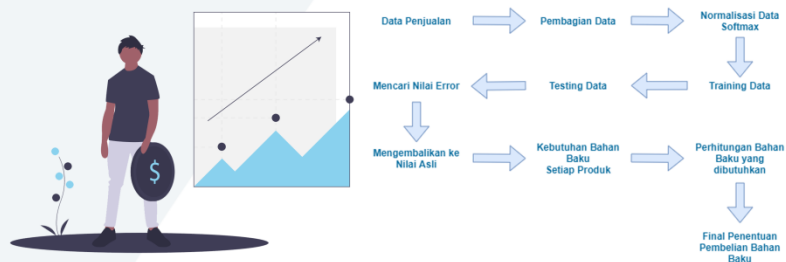 $
Data Penjualan
Pembagian Data
Normalisasi Data
Softmax
Mencari Nilai Error
Testing Data
Training Data
Mengembalikan ke
Nilai Asli
Kebutuhan Bahan
Baku
Setiap Produk
Perhitungan Bahan
Baku yang
dibutuhkan
Final Penentuan
Pembelian Bahan
Baku